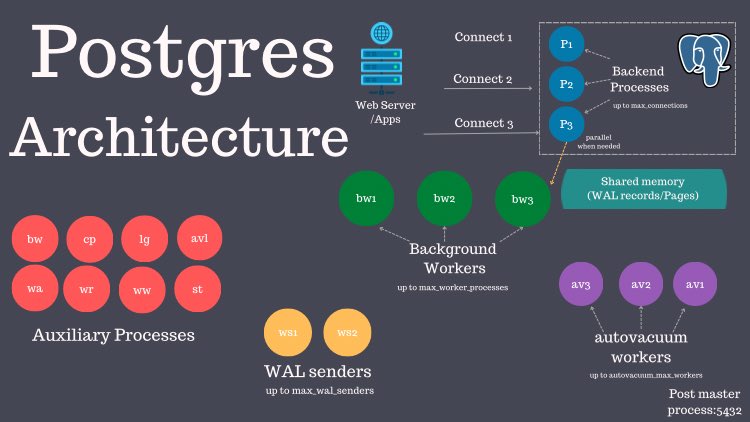 Postgres
Architecture
Web Server
/Apps
Connect 1
Connect 2
Connect 3
P1
P2
P3
Backend
Processes
up to max_connections
parallel
when needed
Shared memory
(WAL records/Pages)
bw1
bw2
bw3
Background
Workers
up to max_worker_processes
bw
cp
lg
avl
wa
wr
ww
st
Auxiliary Processes
ws1
ws2
WAL senders
up to max_wal_senders
av3
av2
av1
autovacuum
workers
up to autovacuum_max_workers
Post master
process:5432